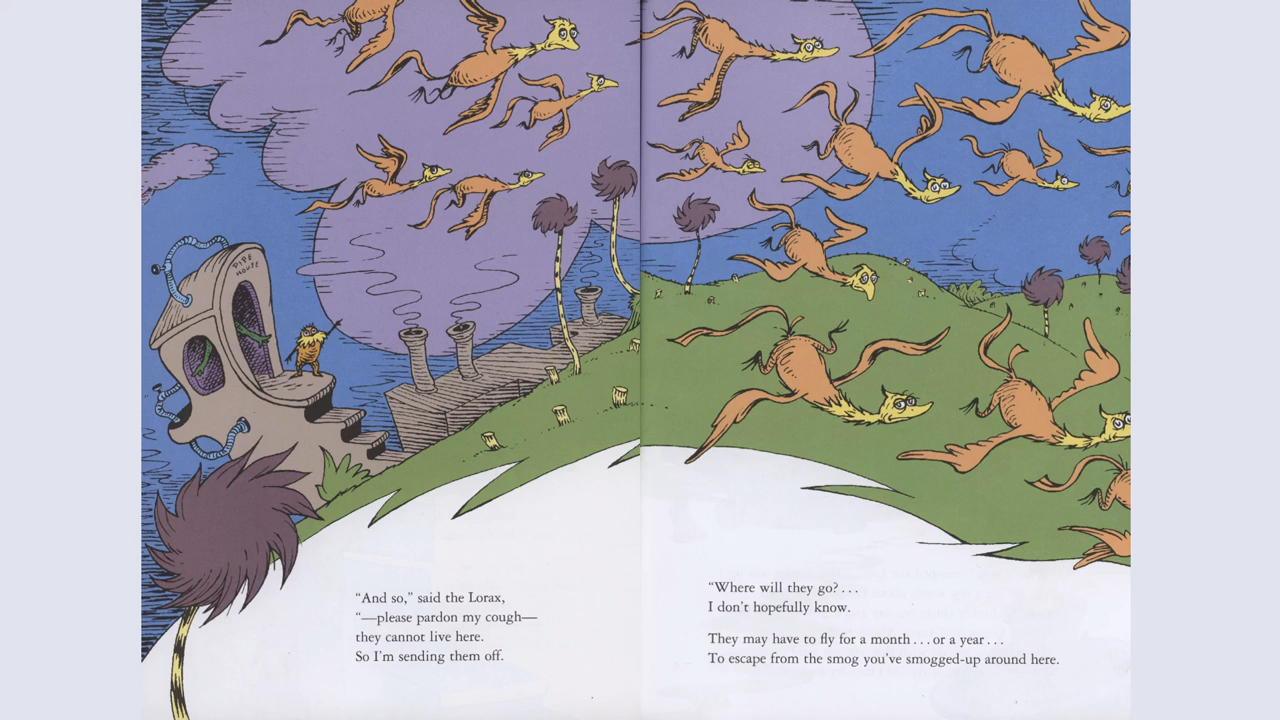 PIPE
HOUSE
“And so,” said the Lorax,
“—please pardon my cough—
they cannot live here.
So I’m sending them off.
“Where will they go? . . .
I don’t hopefully know.
They may have to fly for a month . . . or a year . . .
To escape from the smog you’ve smogged-up around here.